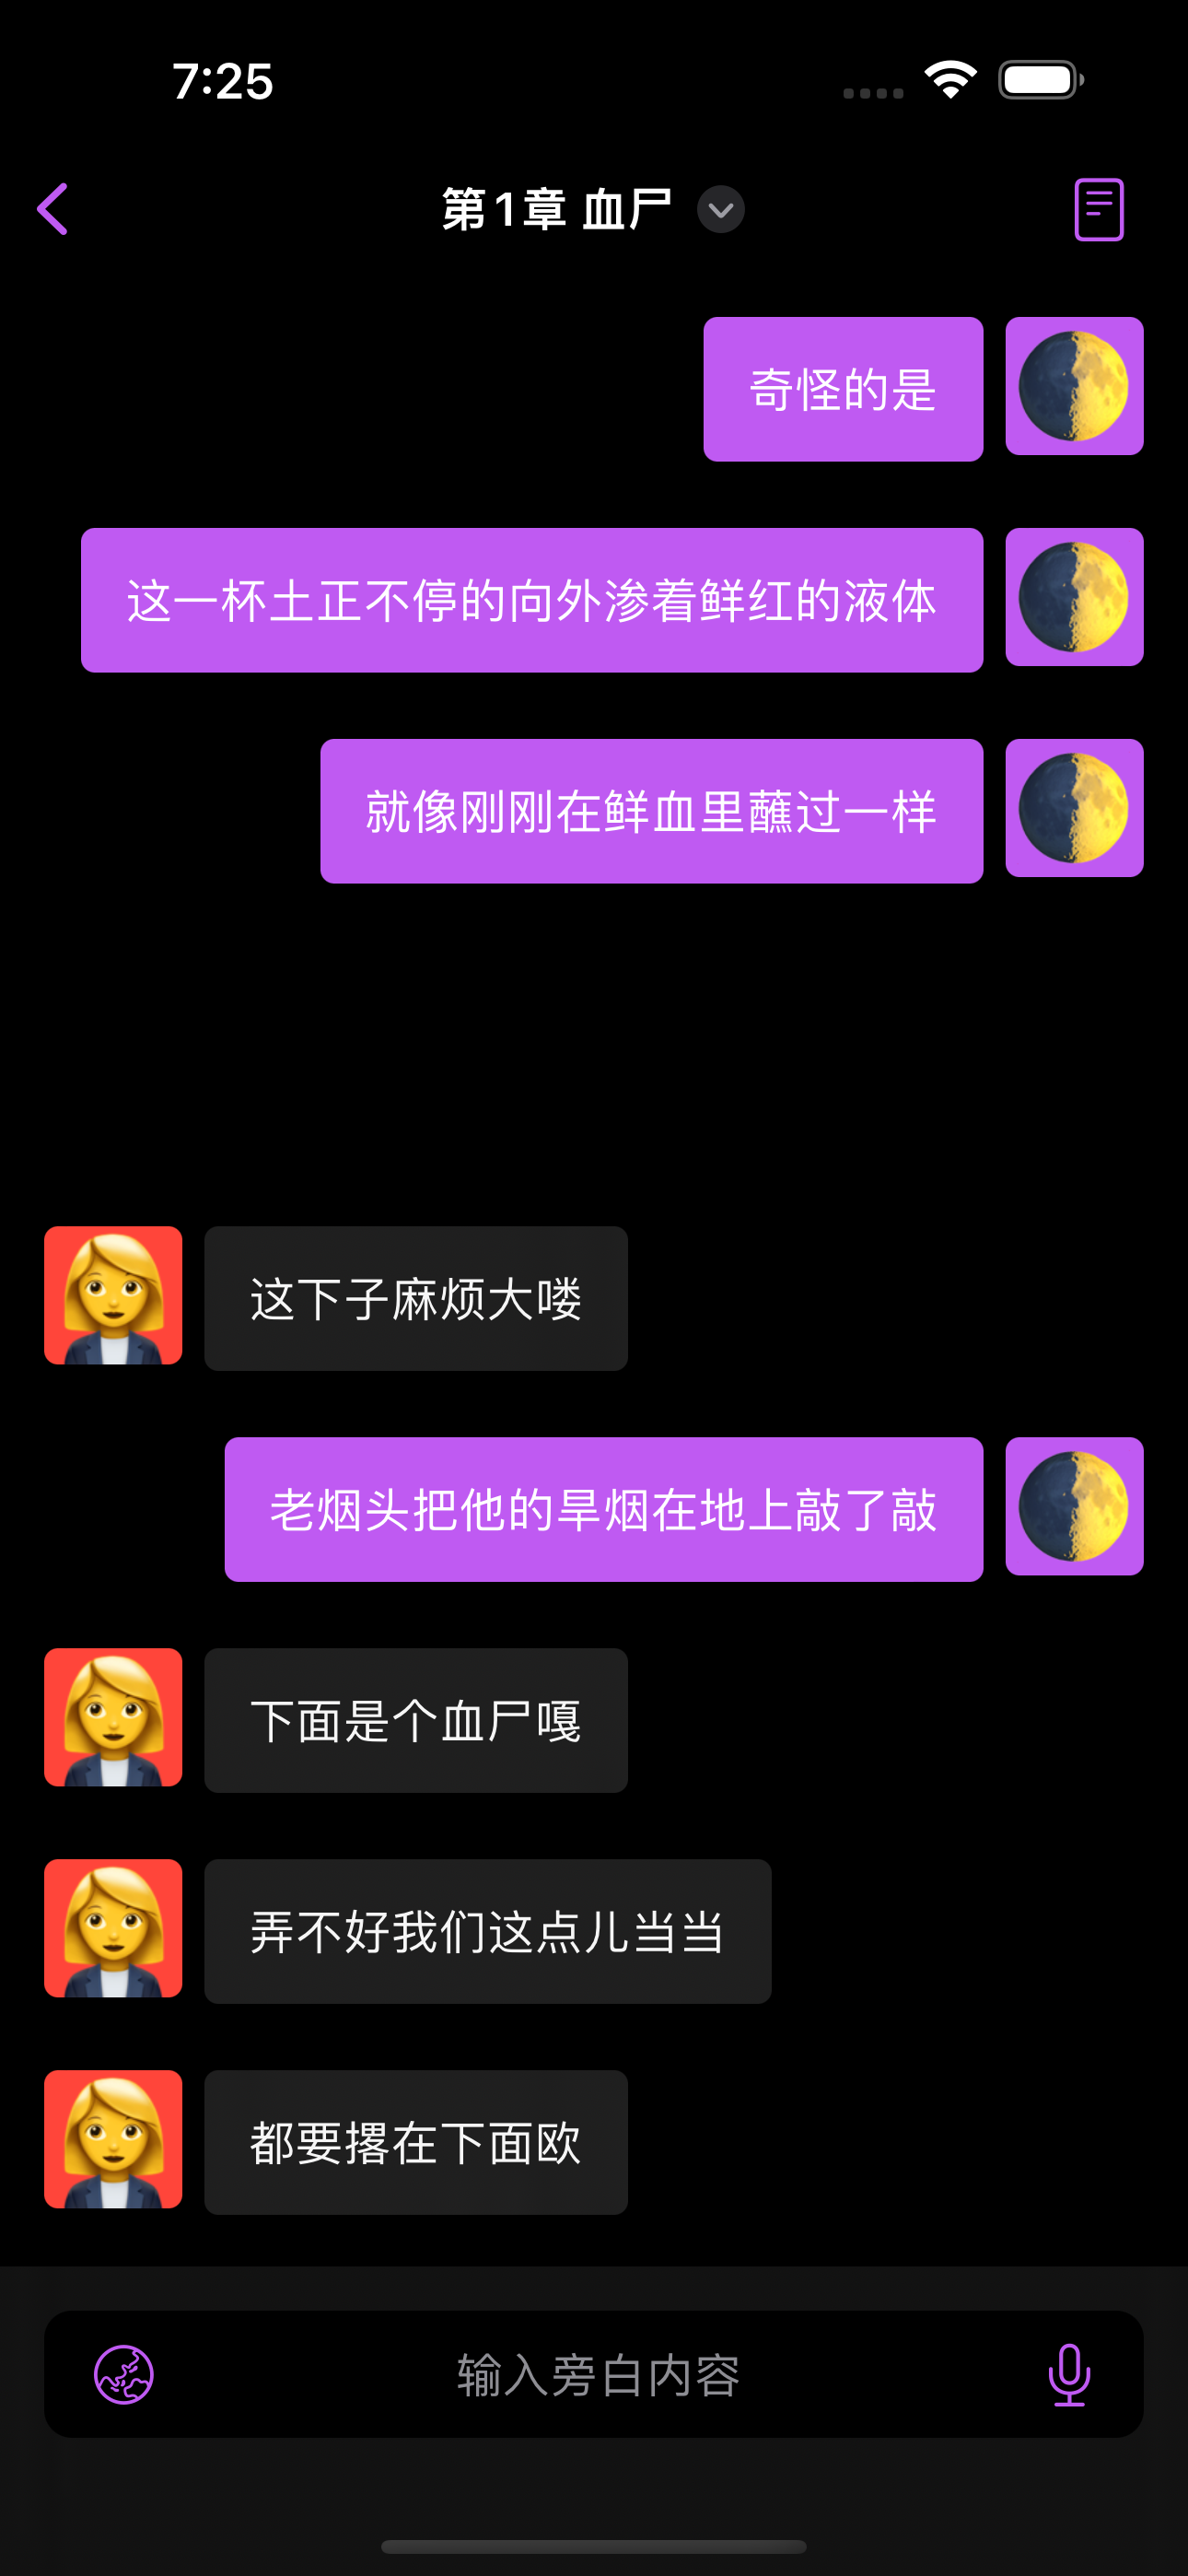 7:25
第1章 血尸
奇怪的是
这一杯土正不停的向外渗着鲜红的液体
就像刚刚在鲜血里蘸过一样
这下子麻烦大喽
老烟头把他的旱烟在地上敲了敲
下面是个血尸嘎
弄不好我们这点儿当当
都要撂在下面欧
输入旁白内容